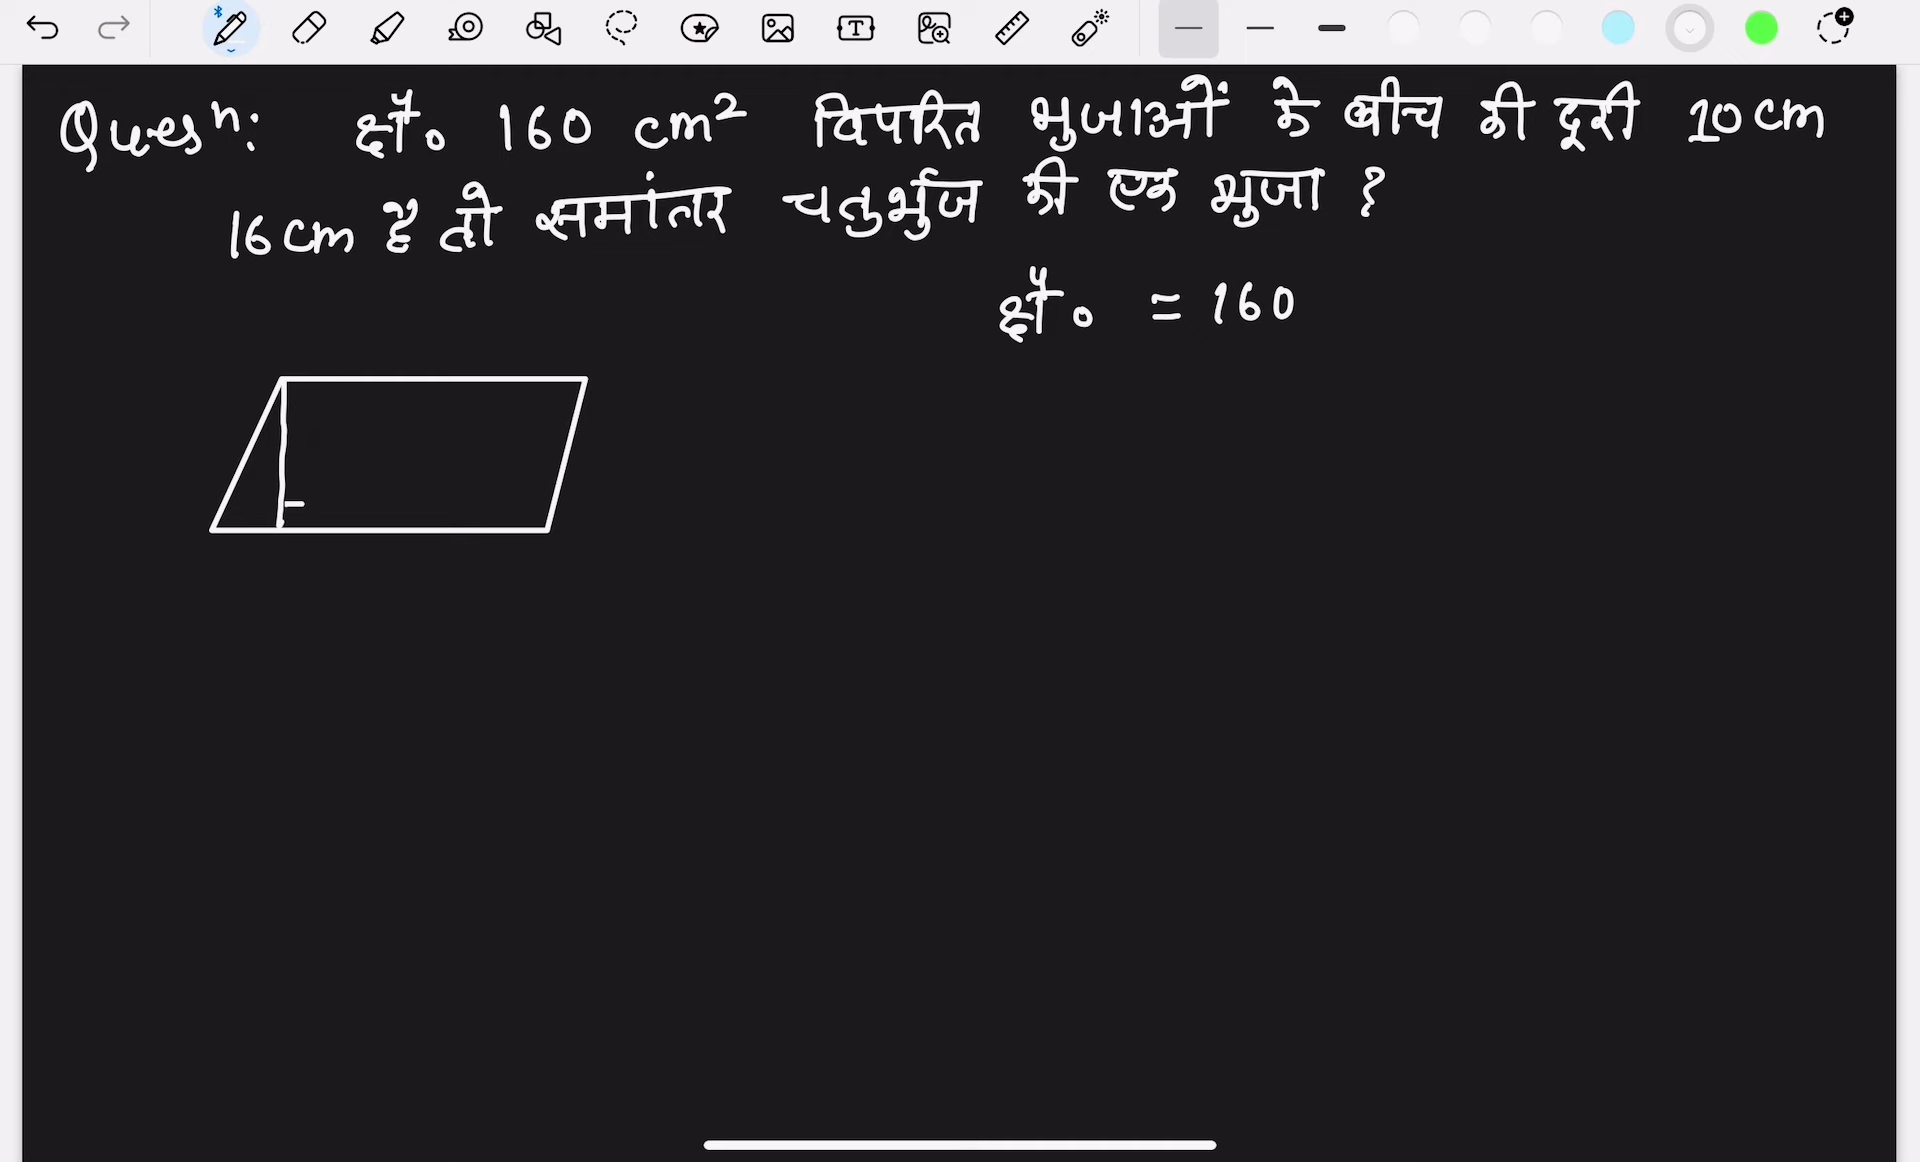 Quesⁿ: क्षै० 160 cm² विपरित भुजाओं के बीच की दूरी 10 cm
16 cm है तो समांतर चतुर्भुज की एक भुजा ?
क्षै० = 160